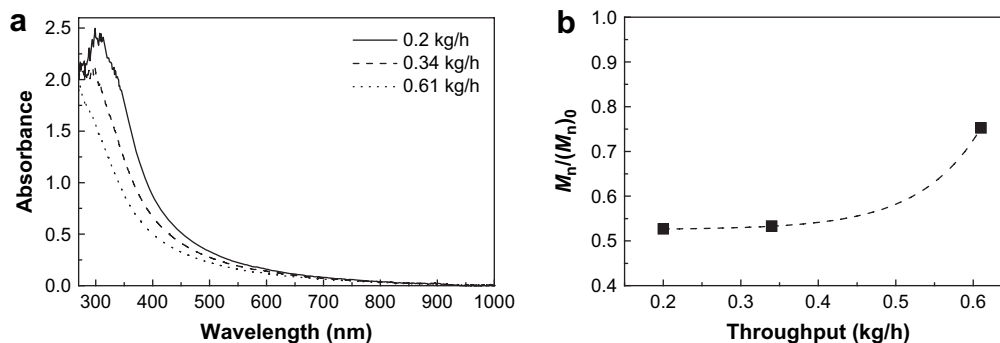 a
2.5
2.0
1.5
1.0
0.5
0.0
Absorbance
300 400 500 600 700 800 900 1000
Wavelength (nm)
0.2 kg/h
0.34 kg/h
0.61 kg/h
b
1.0
0.9
0.8
0.7
0.6
0.5
0.4
Mn/(Mn)0
0.2 0.3 0.4 0.5 0.6
Throughput (kg/h)